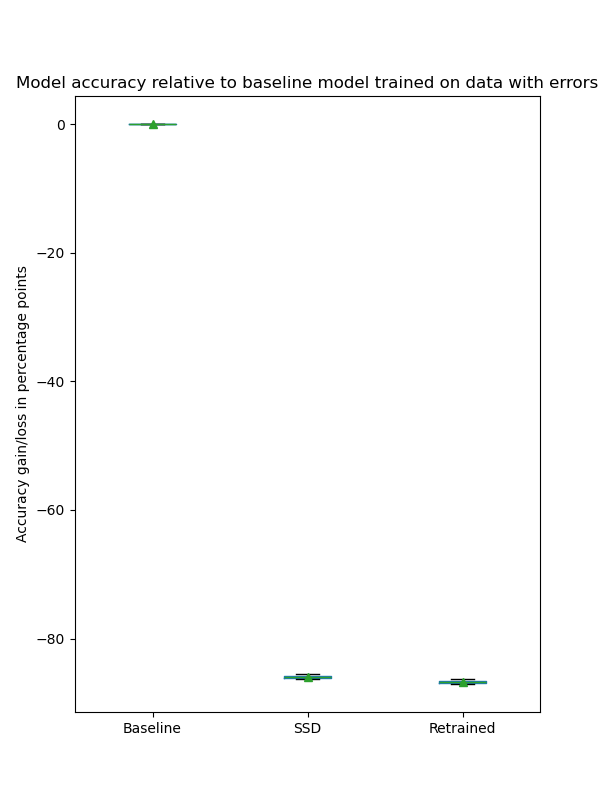 Model accuracy relative to baseline model trained on data with errors
Accuracy gain/loss in percentage points
0
−20
−40
−60
−80
Baseline
SSD
Retrained